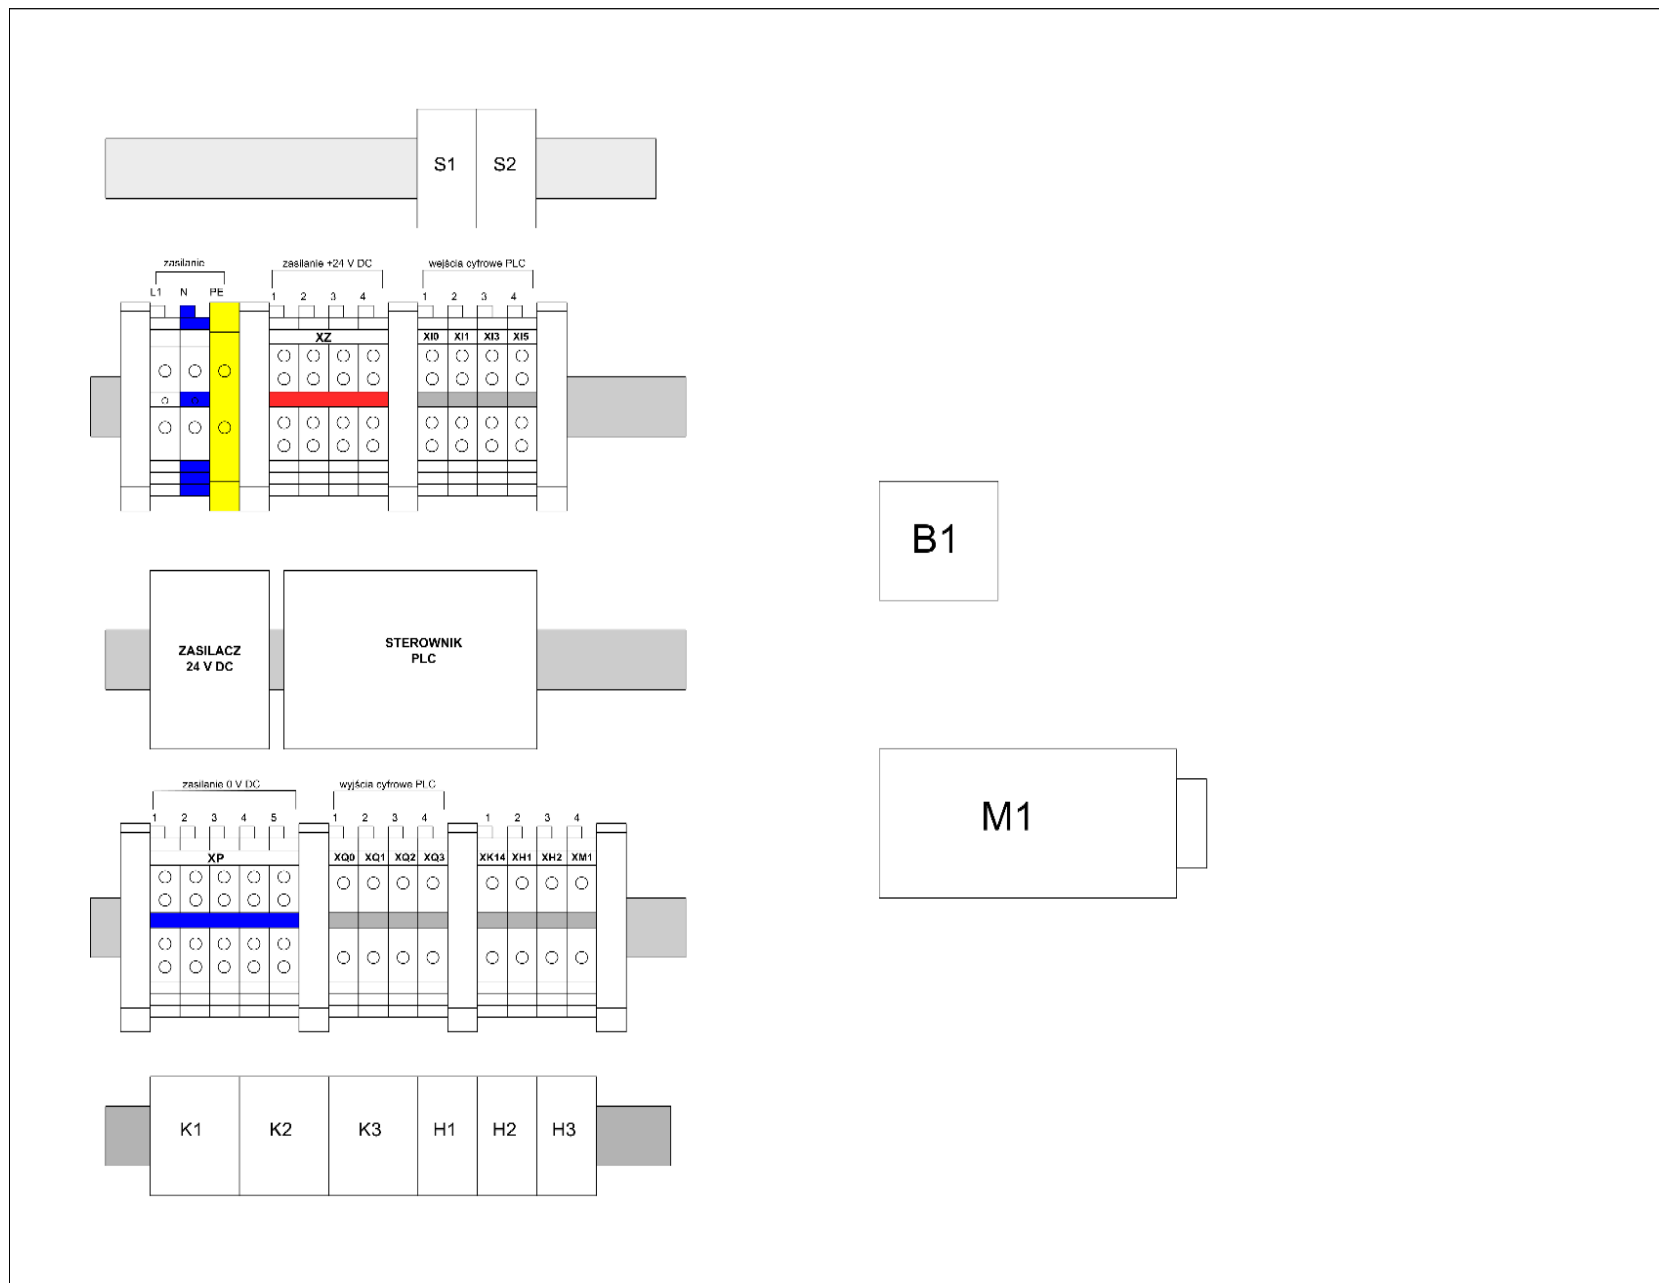 S1 S2
zasilanie zasilanie +24 V DC wejścia cyfrowe PLC
L1 N PE 1 2 3 4 1 2 3 4
XZ XI0 XI1 XI3 XI5
B1
ZASILACZ
24 V DC
STEROWNIK
PLC
zasilanie 0 V DC wyjścia cyfrowe PLC
1 2 3 4 5 1 2 3 4 1 2 3 4
XP XQ0 XQ1 XQ2 XQ3 XK14 XH1 XH2 XM1
M1
K1 K2 K3 H1 H2 H3